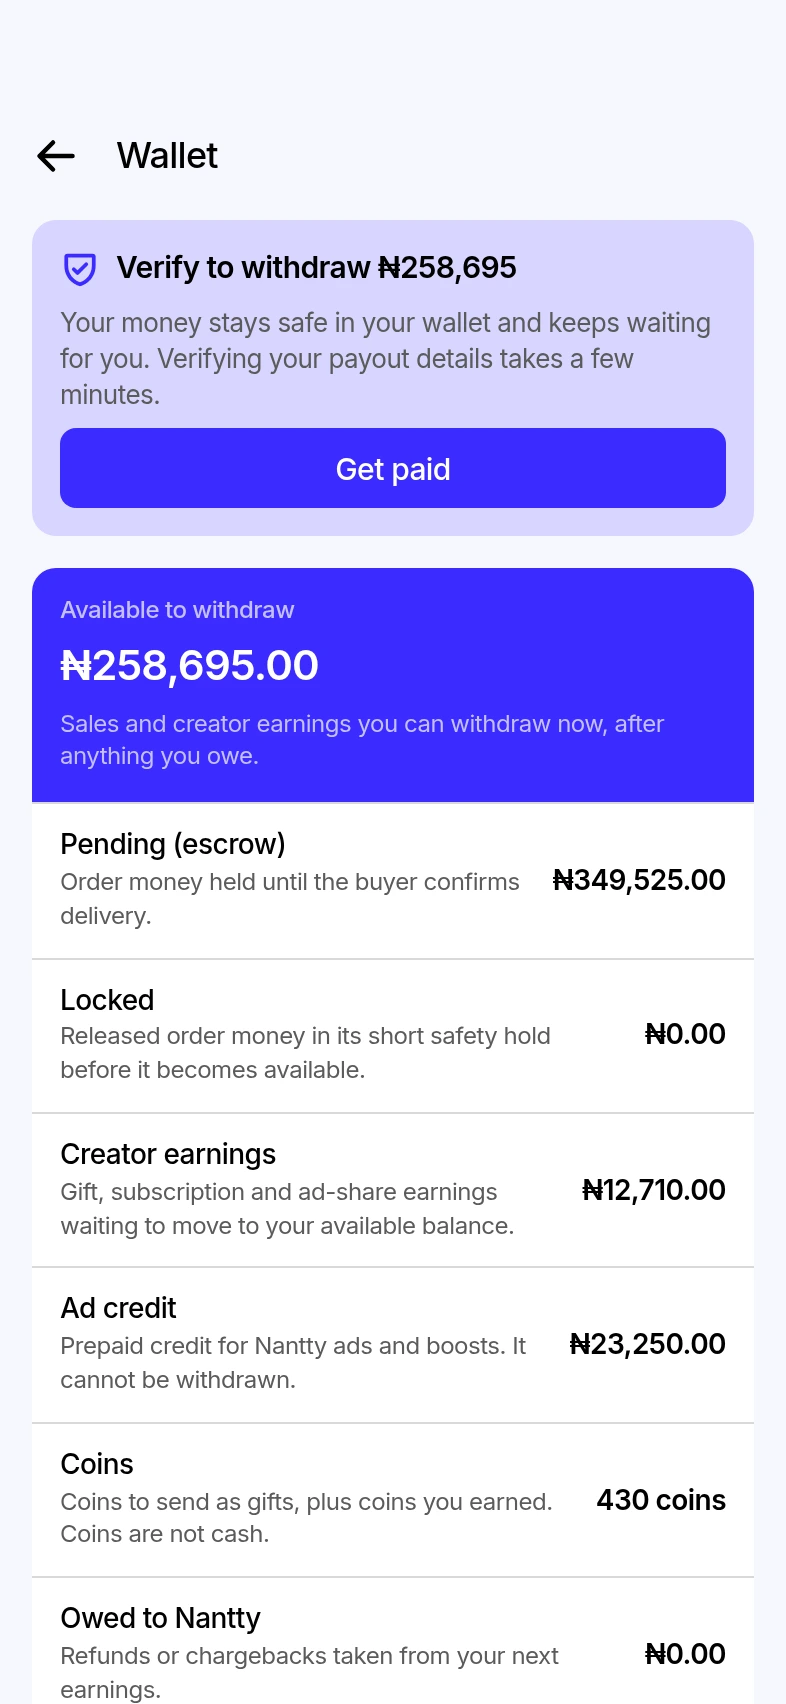 Wallet
Verify to withdraw ₦258,695
Your money stays safe in your wallet and keeps waiting
for you. Verifying your payout details takes a few
minutes.
Get paid
Available to withdraw
₦258,695.00
Sales and creator earnings you can withdraw now, after
anything you owe.
Pending (escrow)
Order money held until the buyer confirms
delivery.
₦349,525.00
Locked
Released order money in its short safety hold
before it becomes available.
₦0.00
Creator earnings
Gift, subscription and ad-share earnings
waiting to move to your available balance.
₦12,710.00
Ad credit
Prepaid credit for Nantty ads and boosts. It
cannot be withdrawn.
₦23,250.00
Coins
Coins to send as gifts, plus coins you earned.
Coins are not cash.
430 coins
Owed to Nantty
Refunds or chargebacks taken from your next
earnings.
₦0.00